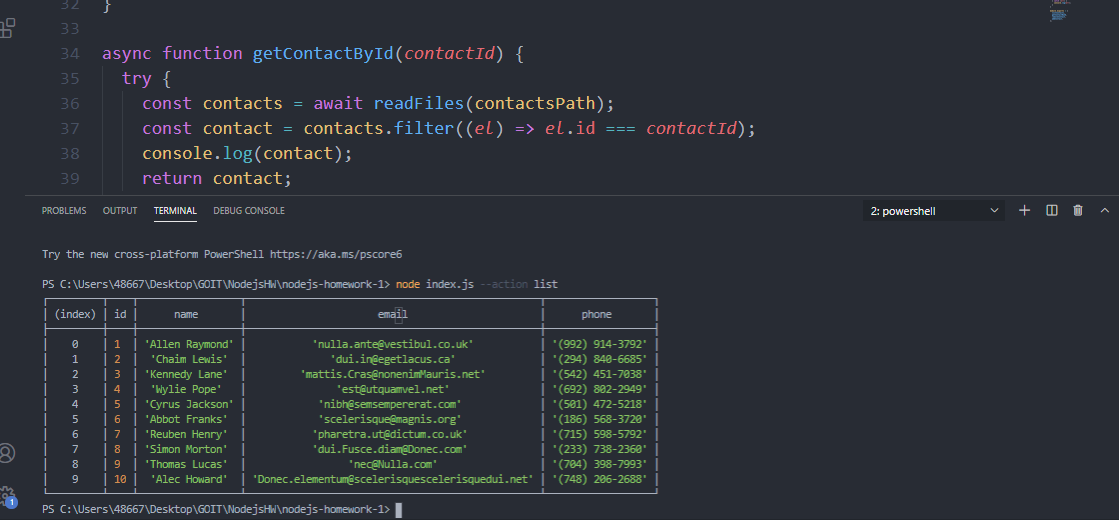 32 }
33
34 async function getContactById(contactId) {
35 try {
36 const contacts = await readFiles(contactsPath);
37 const contact = contacts.filter((el) => el.id === contactId);
38 console.log(contact);
39 return contact;
PROBLEMS OUTPUT TERMINAL DEBUG CONSOLE 2: powershell
Try the new cross-platform PowerShell https://aka.ms/pscore6
PS C:\Users\48667\Desktop\GOIT\NodejsHW\nodejs-homework-1> node index.js --action list
(index) id name email phone
0 1 'Allen Raymond' 'nulla.ante@vestibul.co.uk' '(992) 914-3792'
1 2 'Chaim Lewis' 'dui.in@egetlacus.ca' '(294) 840-6685'
2 3 'Kennedy Lane' 'mattis.Cras@nonenimMauris.net' '(542) 451-7038'
3 4 'Wylie Pope' 'est@utquamvel.net' '(692) 802-2949'
4 5 'Cyrus Jackson' 'nibh@semsempererat.com' '(501) 472-5218'
5 6 'Abbot Franks' 'scelerisque@magnis.org' '(186) 568-3720'
6 7 'Reuben Henry' 'pharetra.ut@dictum.co.uk' '(715) 598-5792'
7 8 'Simon Morton' 'dui.Fusce.diam@Donec.com' '(233) 738-2360'
8 9 'Thomas Lucas' 'nec@Nulla.com' '(704) 398-7993'
9 10 'Alec Howard' 'Donec.elementum@scelerisquescelerisquedui.net' '(748) 206-2688'
1
PS C:\Users\48667\Desktop\GOIT\NodejsHW\nodejs-homework-1>